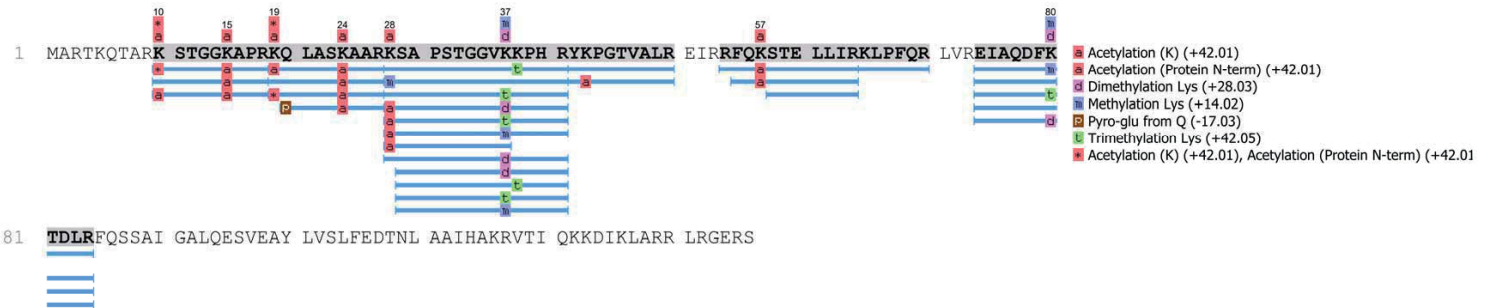 10 15 19 24 28 37 57 80
* * m m
a a a a a d a d
1 MARTKQTARK STGGKAPRKQ LASKAARKSA PSTGGVKKPH RYKPGTVALR EIRRFQKSTE LLIRKLPFQR LVREIAQDFK
* a a a t a m
a a m a a
a a * a t t
p a a d
a t d
a m
a
d
d
t
t
m
a Acetylation (K) (+42.01)
a Acetylation (Protein N-term) (+42.01)
d Dimethylation Lys (+28.03)
m Methylation Lys (+14.02)
p Pyro-glu from Q (-17.03)
t Trimethylation Lys (+42.05)
* Acetylation (K) (+42.01), Acetylation (Protein N-term) (+42.01
81 TDLRFQSSAI GALQESVEAY LVSLFEDTNL AAIHAKRVTI QKKDIKLARR LRGERS